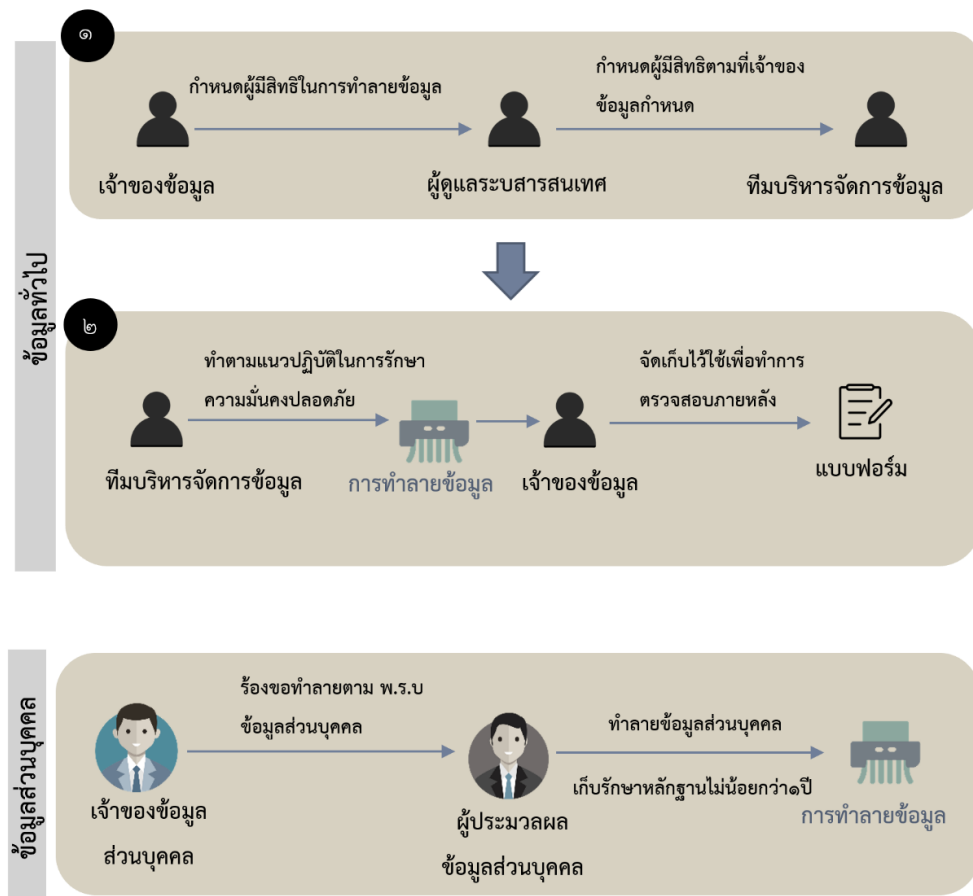 ข้อมูลทั่วไป
๑
กำหนดผู้มีสิทธิในการทำลายข้อมูล
กำหนดผู้มีสิทธิตามที่เจ้าของ
ข้อมูลกำหนด
เจ้าของข้อมูล
ผู้ดูแลระบสารสนเทศ
ทีมบริหารจัดการข้อมูล
๒
ทำตามแนวปฏิบัติในการรักษา
ความมั่นคงปลอดภัย
จัดเก็บไว้ใช้เพื่อทำการ
ตรวจสอบภายหลัง
ทีมบริหารจัดการข้อมูล
การทำลายข้อมูล
เจ้าของข้อมูล
แบบฟอร์ม
ข้อมูลส่วนบุคคล
ร้องขอทำลายตาม พ.ร.บ
ข้อมูลส่วนบุคคล
ทำลายข้อมูลส่วนบุคคล
เก็บรักษาหลักฐานไม่น้อยกว่า๑ปี
เจ้าของข้อมูล
ส่วนบุคคล
ผู้ประมวลผล
ข้อมูลส่วนบุคคล
การทำลายข้อมูล